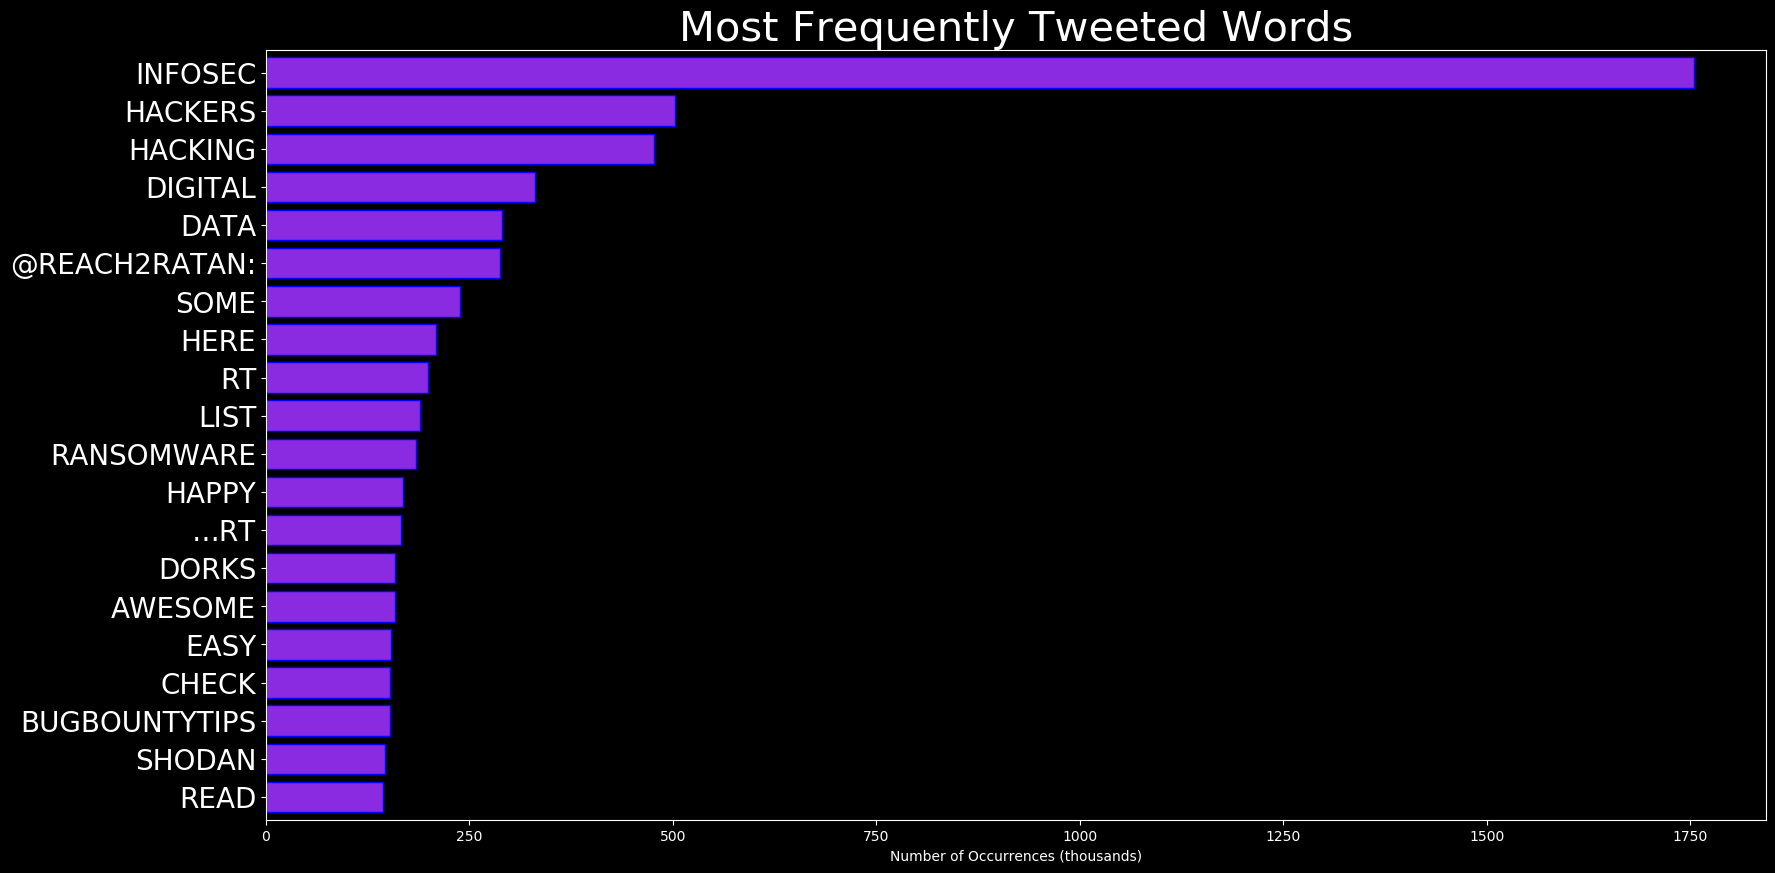 Most Frequently Tweeted Words
INFOSEC
HACKERS
HACKING
DIGITAL
DATA
@REACH2RATAN:
SOME
HERE
RT
LIST
RANSOMWARE
HAPPY
...RT
DORKS
AWESOME
EASY
CHECK
BUGBOUNTYTIPS
SHODAN
READ
0 250 500 750 1000 1250 1500 1750
Number of Occurrences (thousands)